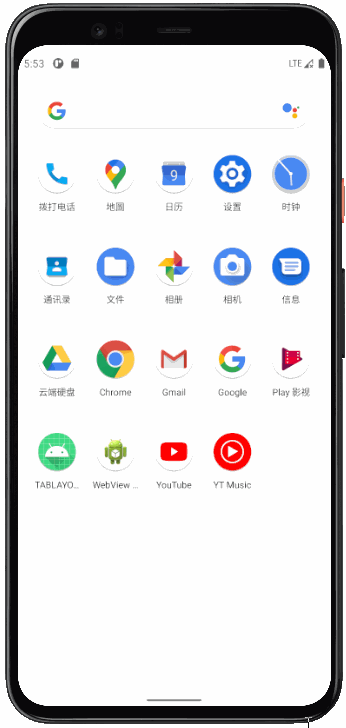 5:53 LTE
拨打电话 地图 日历 设置 时钟
9
通讯录 文件 相册 相机 信息
云端硬盘 Chrome Gmail Google Play 影视
TABLAYO… WebView … YouTube YT Music